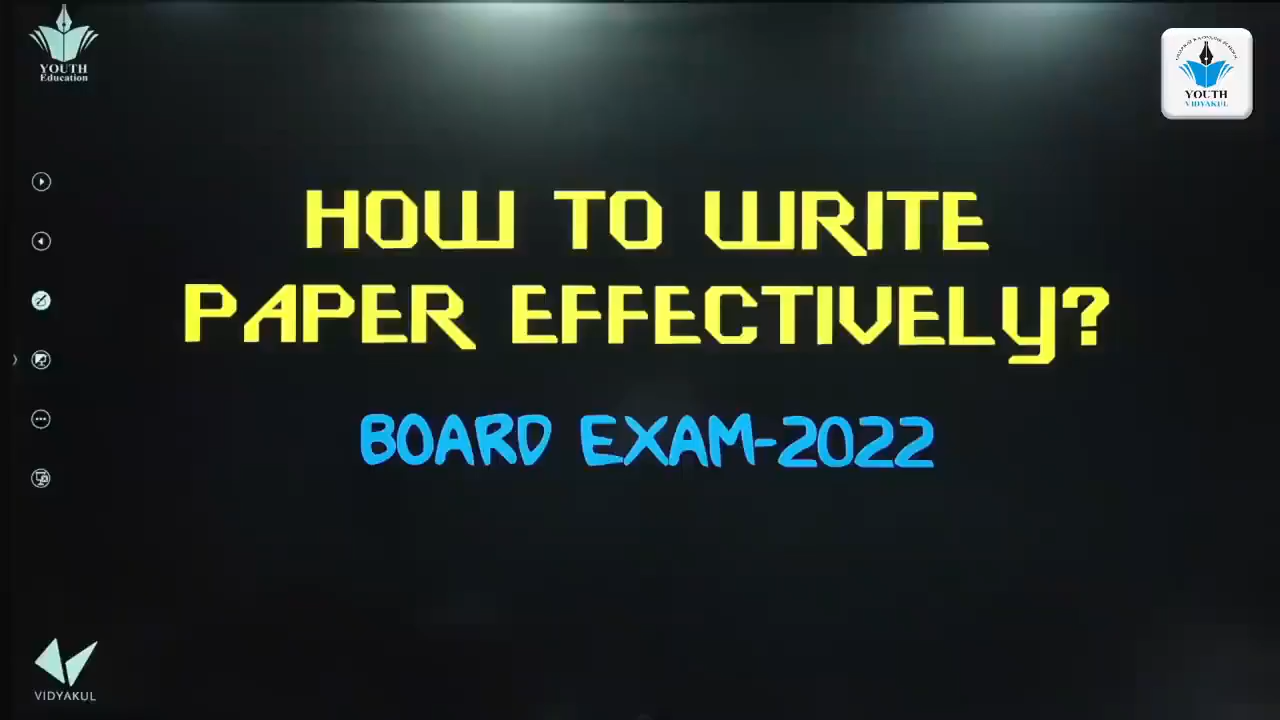 YOUTH
Education
YOUTH
VIDYAKUL
HOW TO WRITE
PAPER EFFECTIVELY?
BOARD EXAM-2022
VIDYAKUL